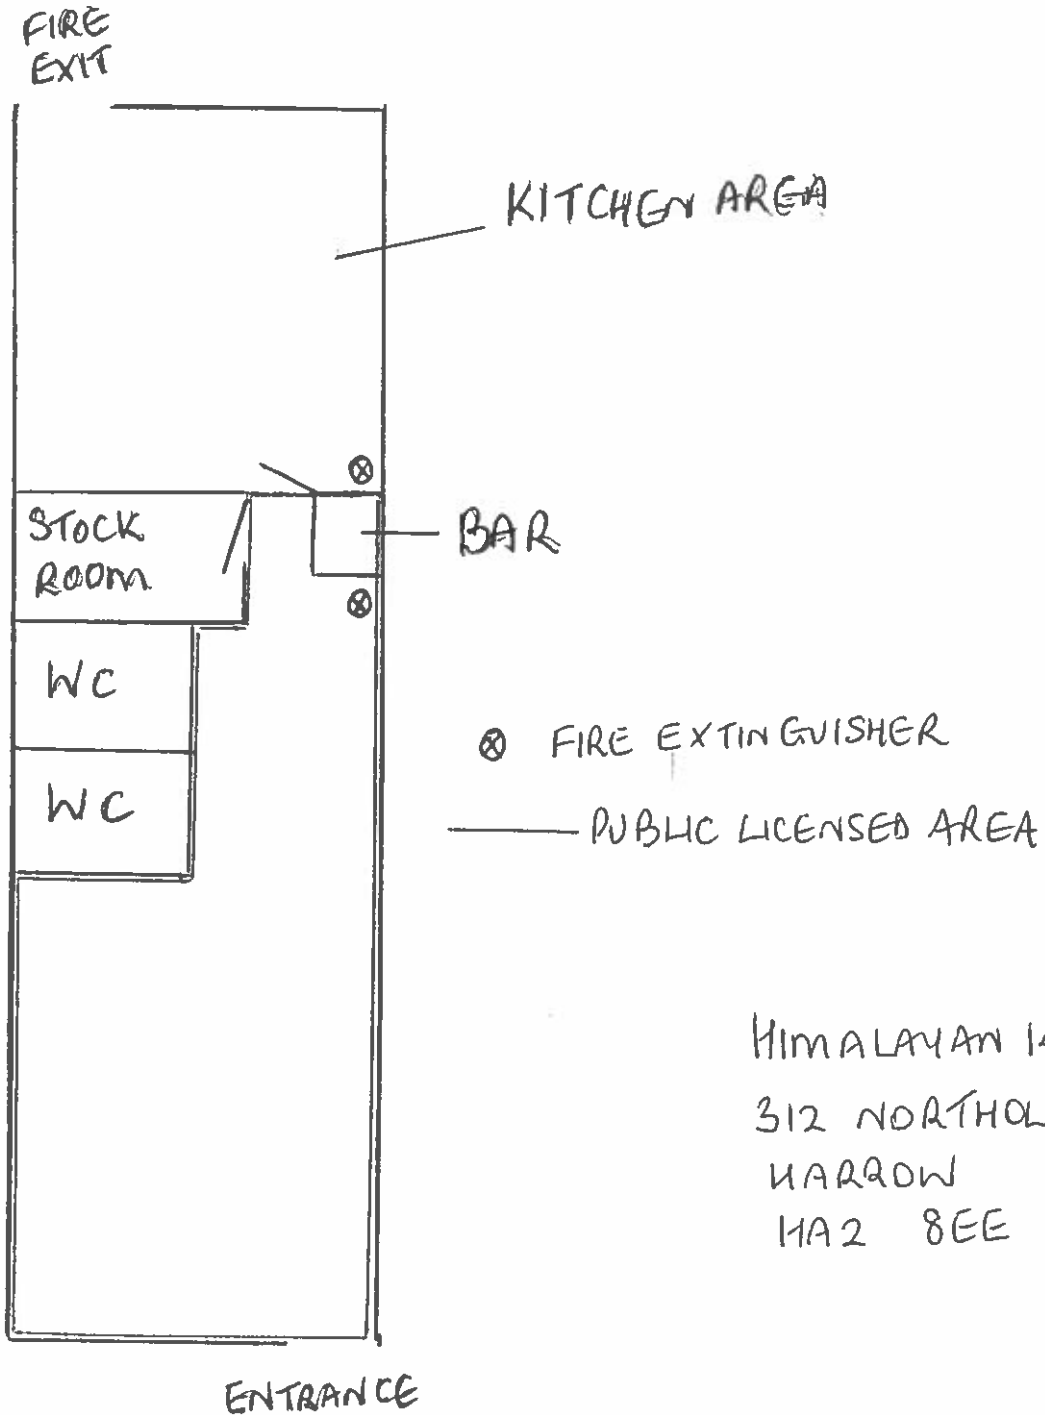 FIRE
EXIT
KITCHEN AREA
STOCK
ROOM
BAR
WC
WC
FIRE EXTINGUISHER
PUBLIC LICENSED AREA
HIMALAYAN
312 NORTHOL
HARROW
HA2 8EE
ENTRANCE